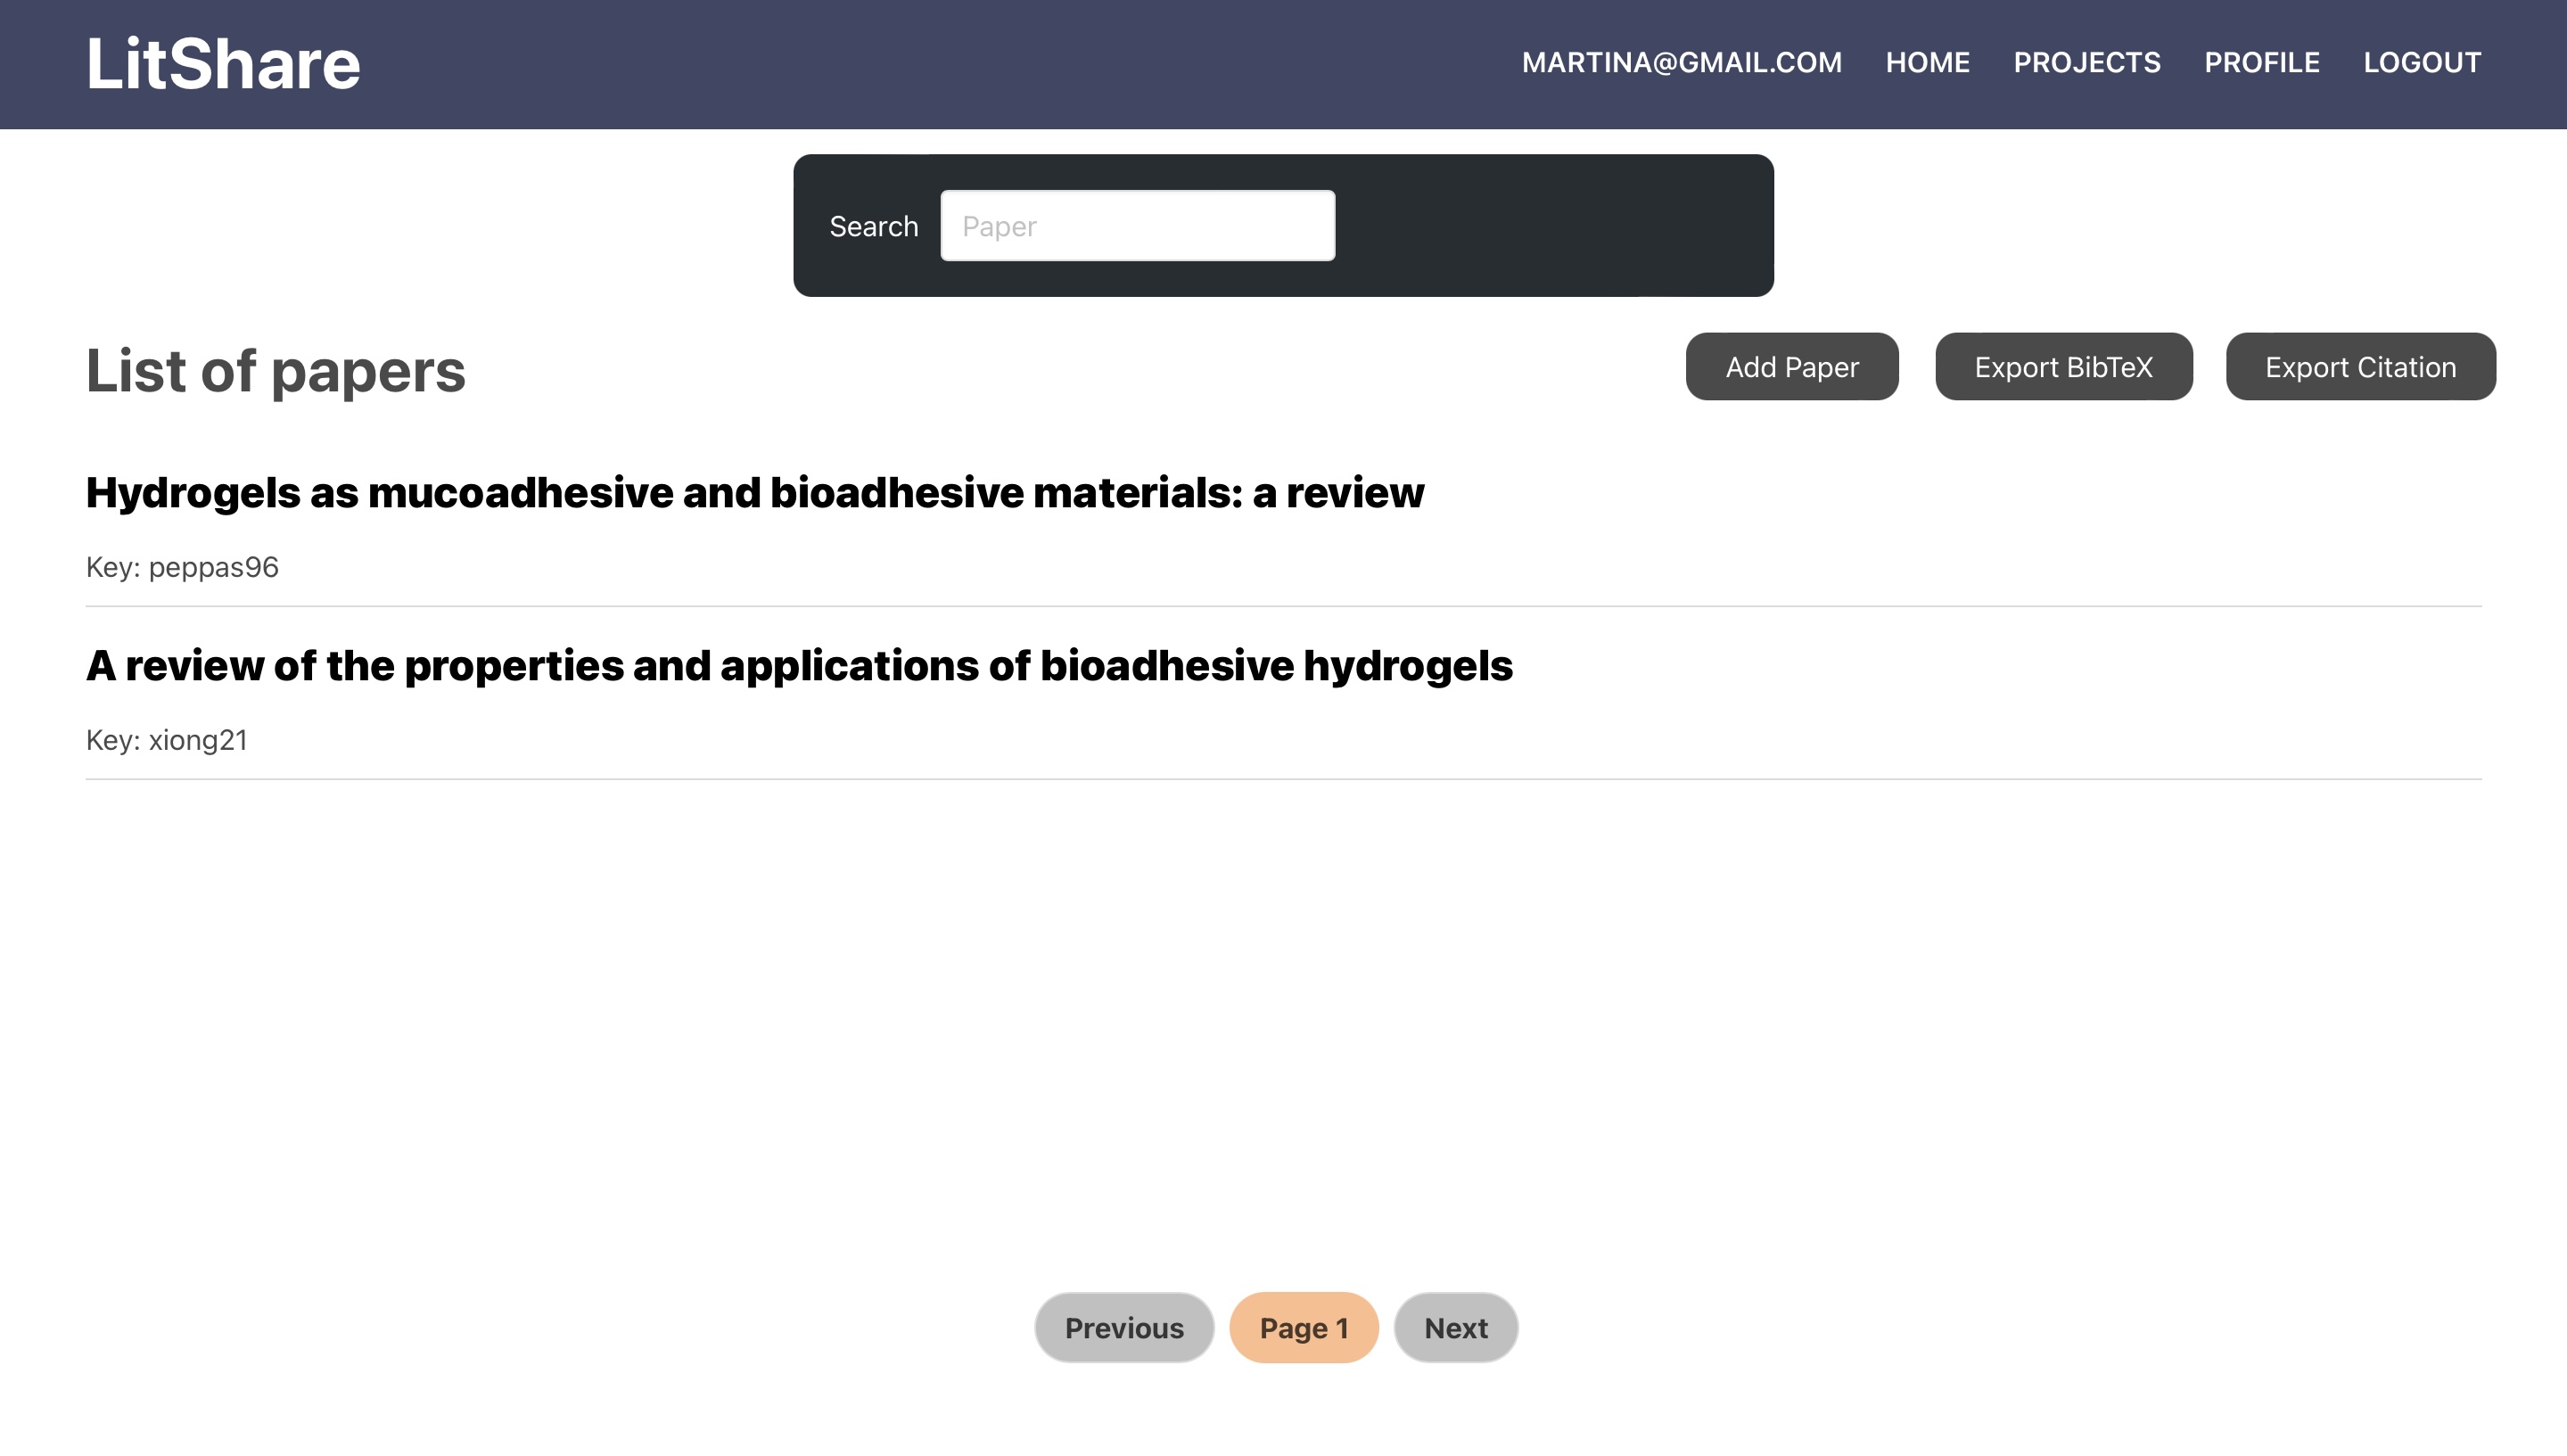 LitShare
MARTINA@GMAIL.COM HOME PROJECTS PROFILE LOGOUT
Search Paper
List of papers
Add Paper Export BibTeX Export Citation
Hydrogels as mucoadhesive and bioadhesive materials: a review
Key: peppas96
A review of the properties and applications of bioadhesive hydrogels
Key: xiong21
Previous Page 1 Next